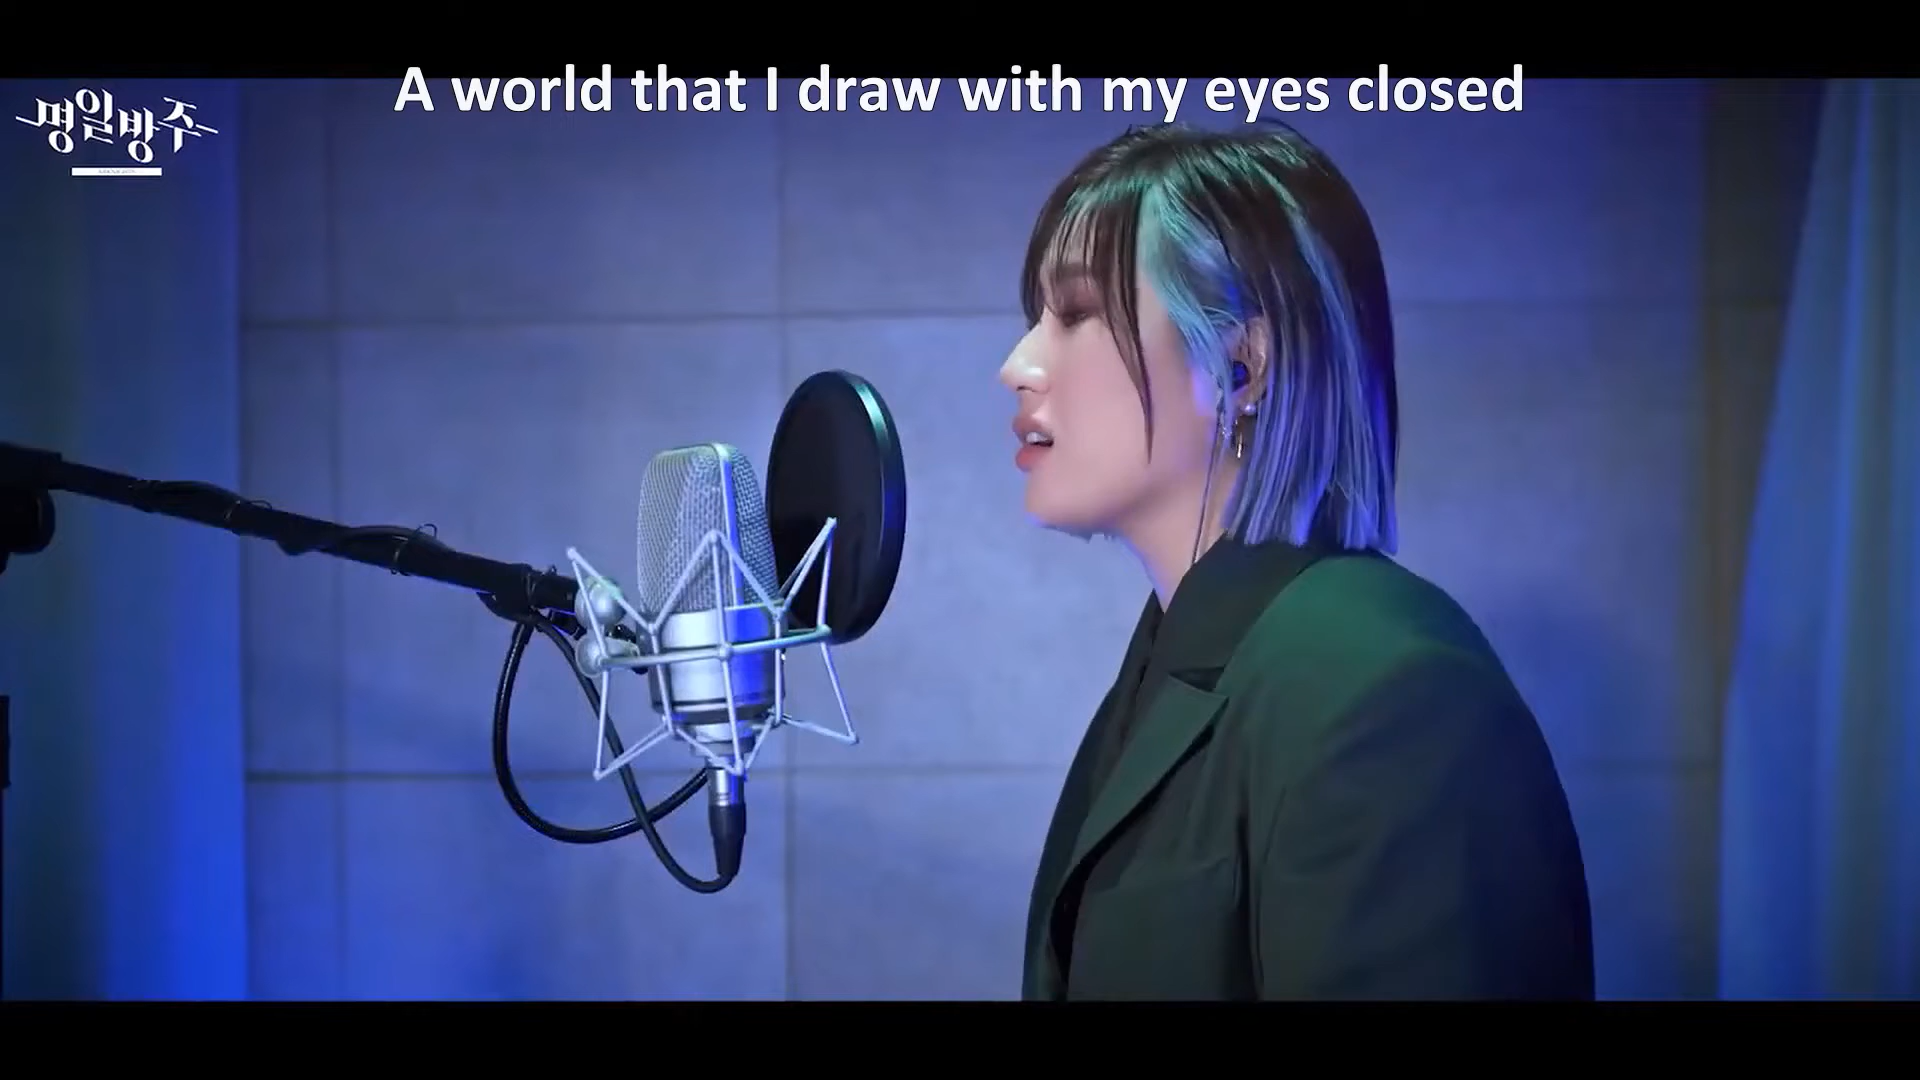 A world that I draw with my eyes closed
명일방주